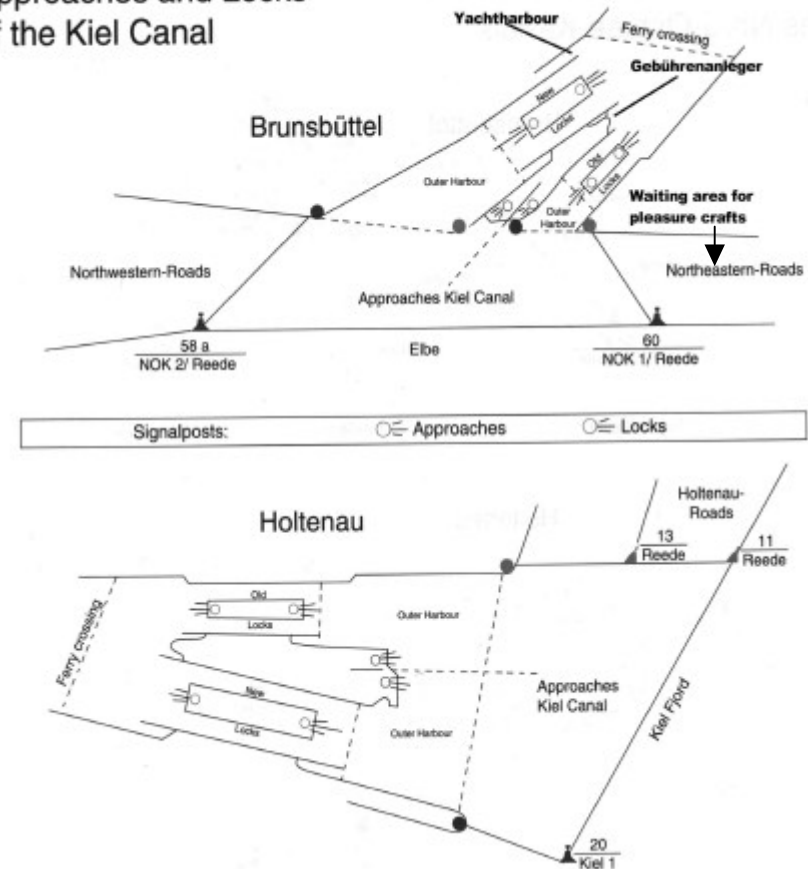 pproaches and Locks
f the Kiel Canal
Yachtharbour
Ferry crossing
Gebührenanleger
Brunsbüttel
New
Locks
Old
Locks
Outer Harbour
Outer
Harbour
Waiting area for
pleasure crafts
Northwestern-Roads
Northeastern-Roads
Approaches Kiel Canal
58 a
NOK 2/ Reede
Elbe
60
NOK 1/ Reede
Signalposts:
Approaches
Locks
Holtenau
Holtenau-
Roads
13
Reede
11
Reede
Ferry crossing
Old
Locks
Outer Harbour
New
Locks
Outer Harbour
Approaches
Kiel Canal
Kiel Fjord
20
Kiel 1